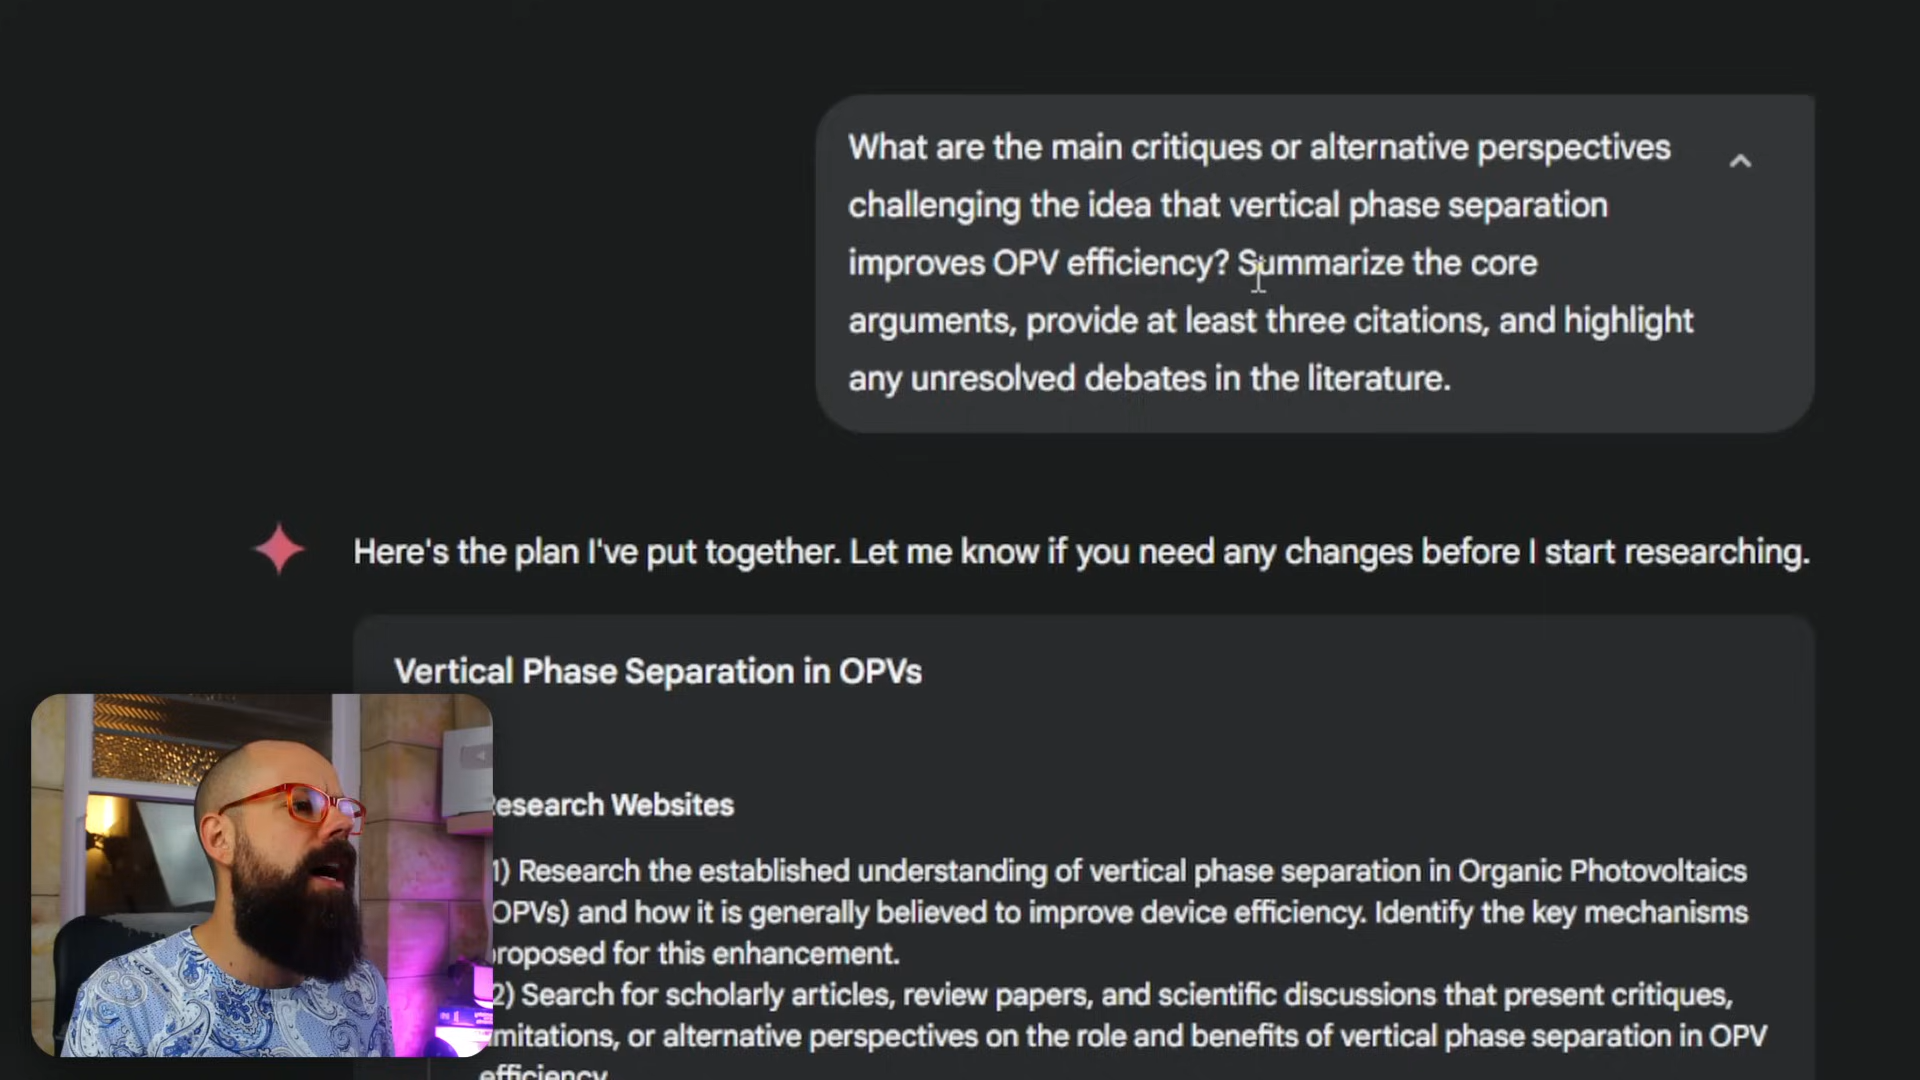 What are the main critiques or alternative perspectives
challenging the idea that vertical phase separation
improves OPV efficiency? Summarize the core
arguments, provide at least three citations, and highlight
any unresolved debates in the literature.
Here's the plan I've put together. Let me know if you need any changes before I start researching.
Vertical Phase Separation in OPVs
Websites
1) Research the established understanding of vertical phase separation in Organic Photovoltaics
OPVs) and how it is generally believed to improve device efficiency. Identify the key mechanisms
for this enhancement.
2) Search for scholarly articles, review papers, and scientific discussions that present critiques,
or alternative perspectives on the role and benefits of vertical phase separation in OPV
efficiency.